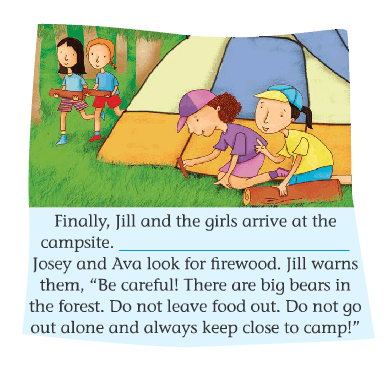 Finally, Jill and the girls arrive at the
campsite. ____________________
Josey and Ava look for firewood. Jill warns
them, “Be careful! There are big bears in
the forest. Do not leave food out. Do not go
out alone and always keep close to camp!”